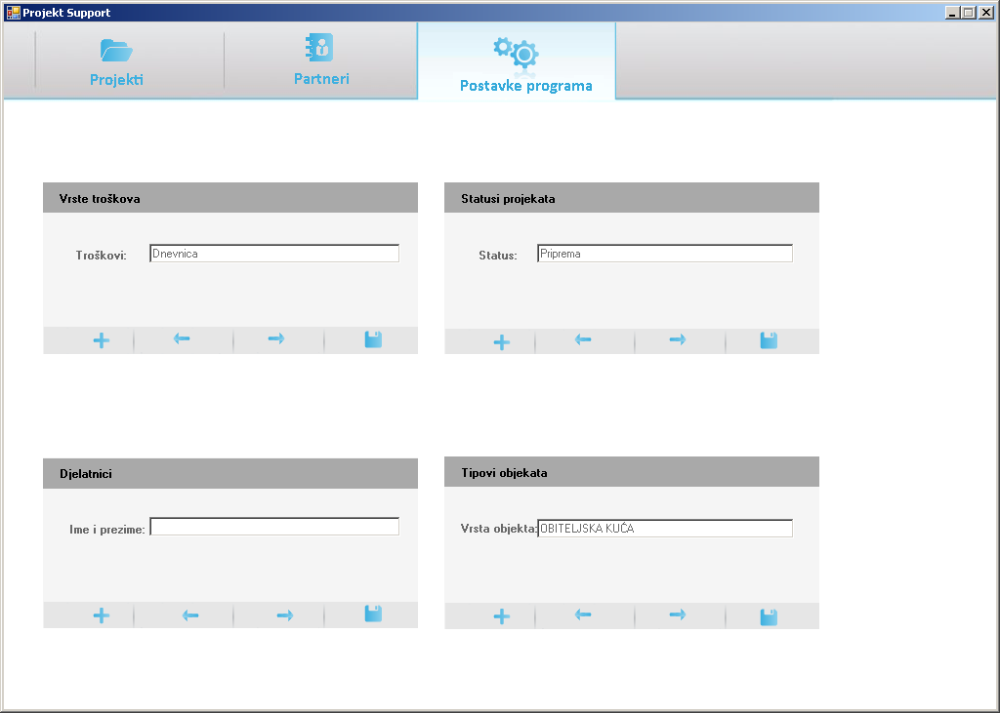 Projekt Support
Projekti
Partneri
Postavke programa
Vrste troškova
Troškovi: Dnevnica
Statusi projekata
Status: Priprema
Djelatnici
Ime i prezime:
Tipovi objekata
Vrsta objekta: OBITELJSKA KUĆA